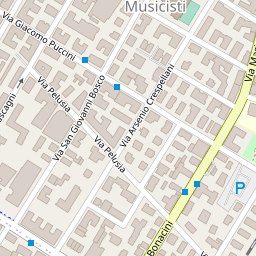 Musicisti
Via Giacomo Puccini
Via Pelusia
Via San Giovanni Bosco
Via Arsenio Crespellani
Via Pelusia
Bonacini
P